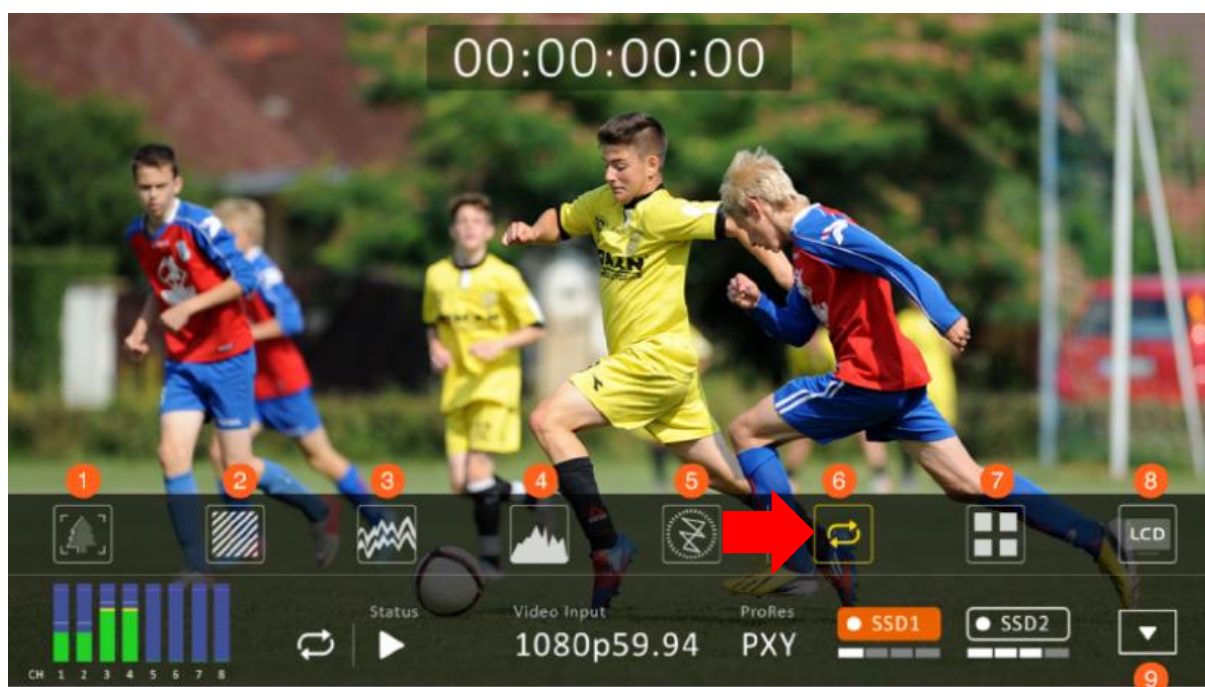 00:00:00:00
1 2 3 4 5 6 7 8
LCD
Status Video Input ProRes
1080p59.94 PXY SSD1 SSD2
CH 1 2 3 4 5 6 7 8
9